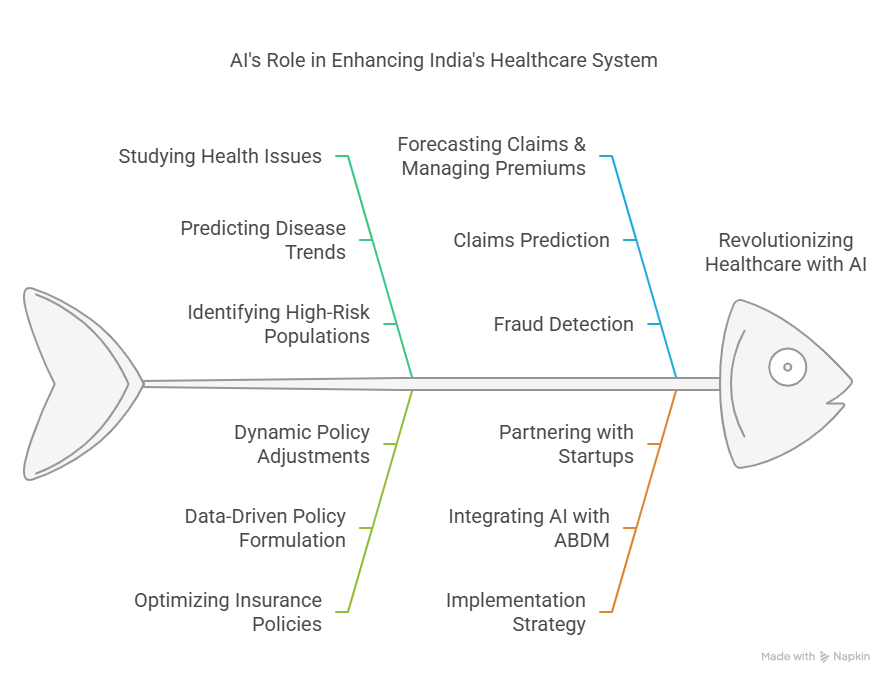 AI's Role in Enhancing India's Healthcare System
Studying Health Issues
Predicting Disease
Trends
Identifying High-Risk
Populations
Forecasting Claims &
Managing Premiums
Claims Prediction
Fraud Detection
Revolutionizing
Healthcare with AI
Dynamic Policy
Adjustments
Data-Driven Policy
Formulation
Optimizing Insurance
Policies
Partnering with
Startups
Integrating AI with
ABDM
Implementation
Strategy
Made with Napkin